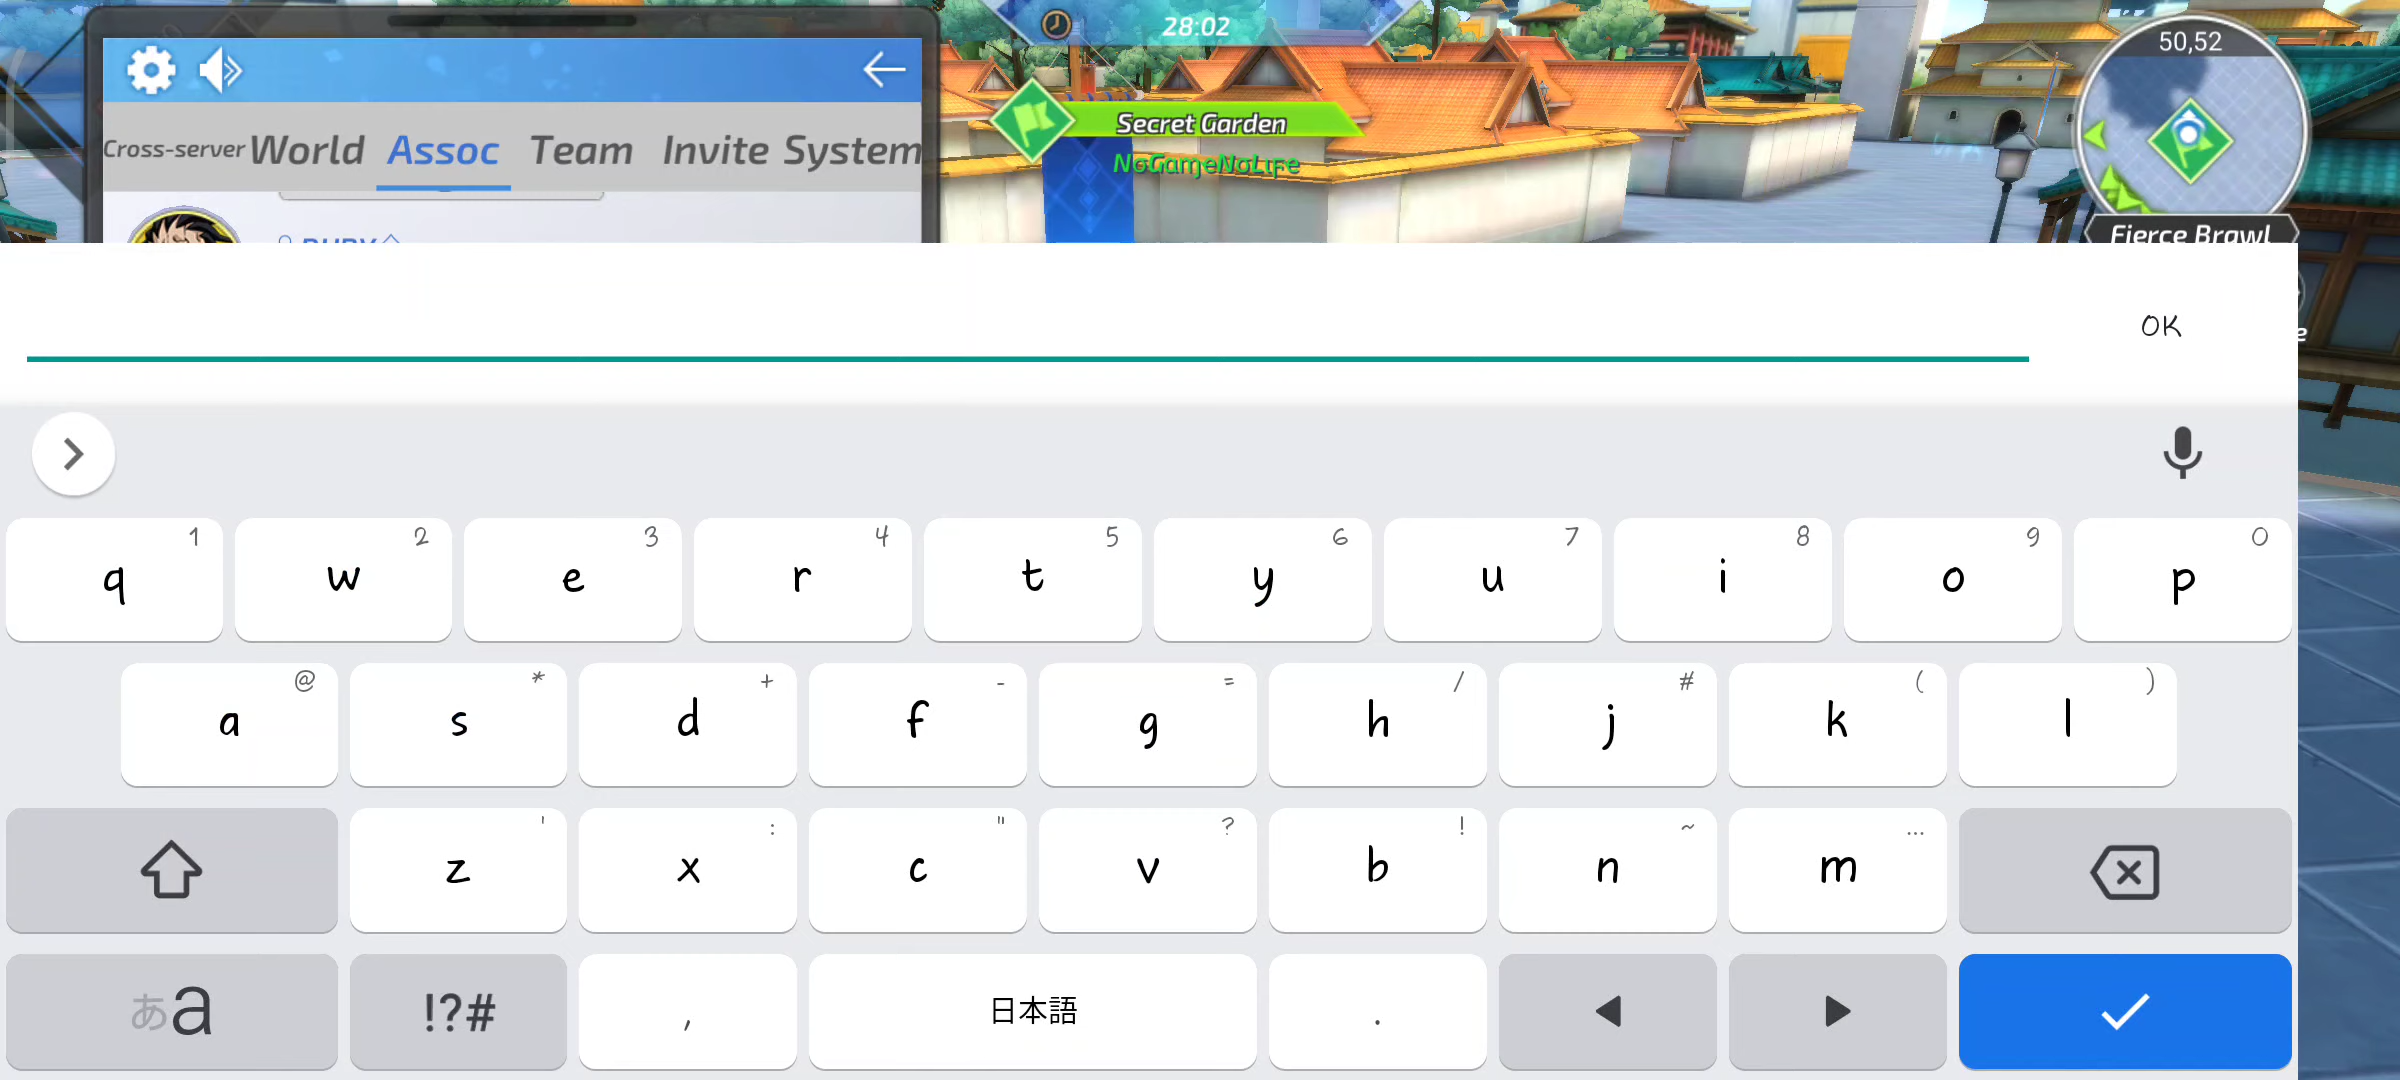 28:02
50,52
Cross-server World Assoc Team Invite System
Secret Garden
NoGameNoLife
Fierce Brawl
OK
q 1 w 2 e 3 r 4 t 5 y 6 u 7 i 8 o 9 p 0
a @ s * d + f - g = h / j # k ( l )
z ' x : c " v ? b ! n ~ m ...
あa !?# , 日本語 .